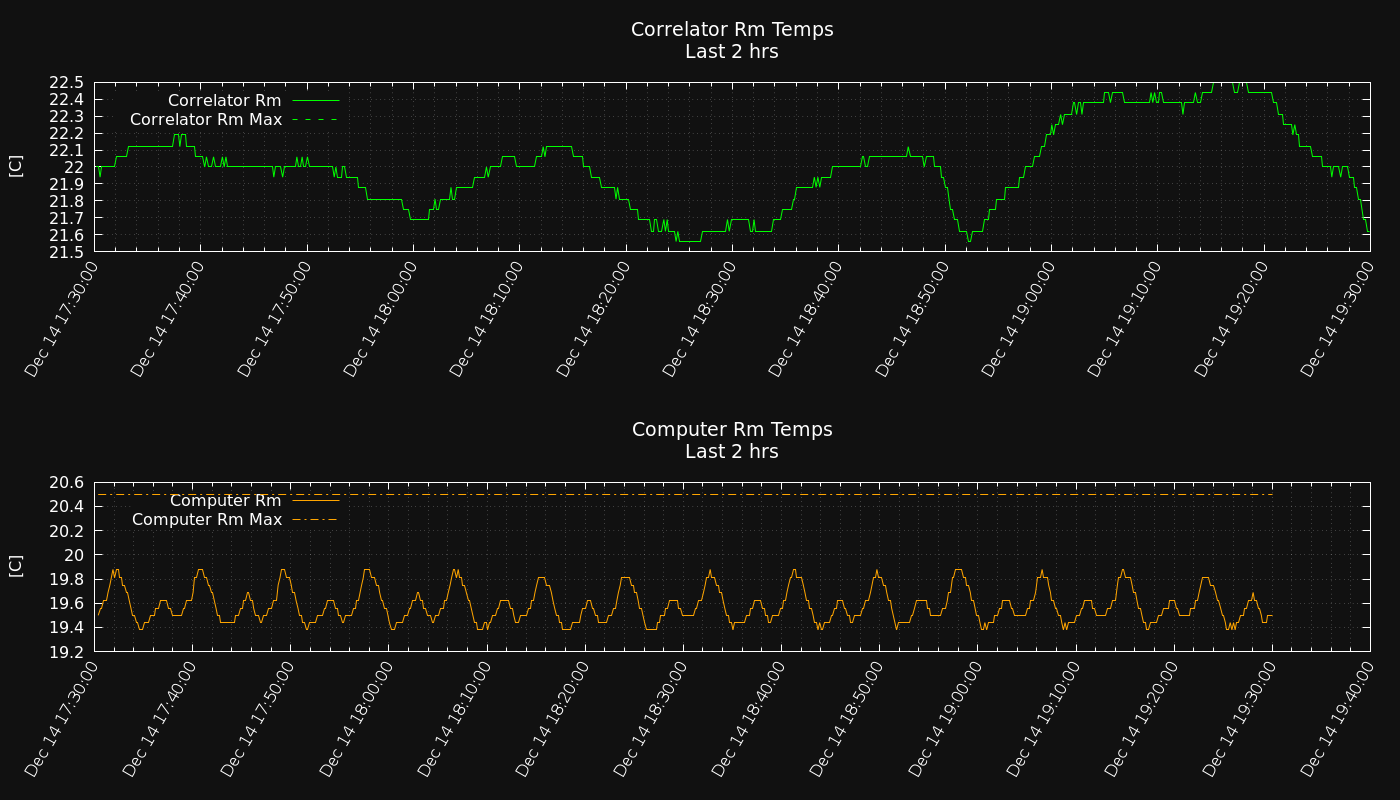 Correlator Rm Temps
Last 2 hrs
22.5
22.4
22.3
22.2
22.1
22
21.9
21.8
21.7
21.6
21.5
[C]
Correlator Rm
Correlator Rm Max
Dec 14 17:30:00
Dec 14 17:40:00
Dec 14 17:50:00
Dec 14 18:00:00
Dec 14 18:10:00
Dec 14 18:20:00
Dec 14 18:30:00
Dec 14 18:40:00
Dec 14 18:50:00
Dec 14 19:00:00
Dec 14 19:10:00
Dec 14 19:20:00
Dec 14 19:30:00
Computer Rm Temps
Last 2 hrs
20.6
20.4
20.2
20
19.8
19.6
19.4
19.2
[C]
Computer Rm
Computer Rm Max
Dec 14 17:30:00
Dec 14 17:40:00
Dec 14 17:50:00
Dec 14 18:00:00
Dec 14 18:10:00
Dec 14 18:20:00
Dec 14 18:30:00
Dec 14 18:40:00
Dec 14 18:50:00
Dec 14 19:00:00
Dec 14 19:10:00
Dec 14 19:20:00
Dec 14 19:30:00
Dec 14 19:40:00